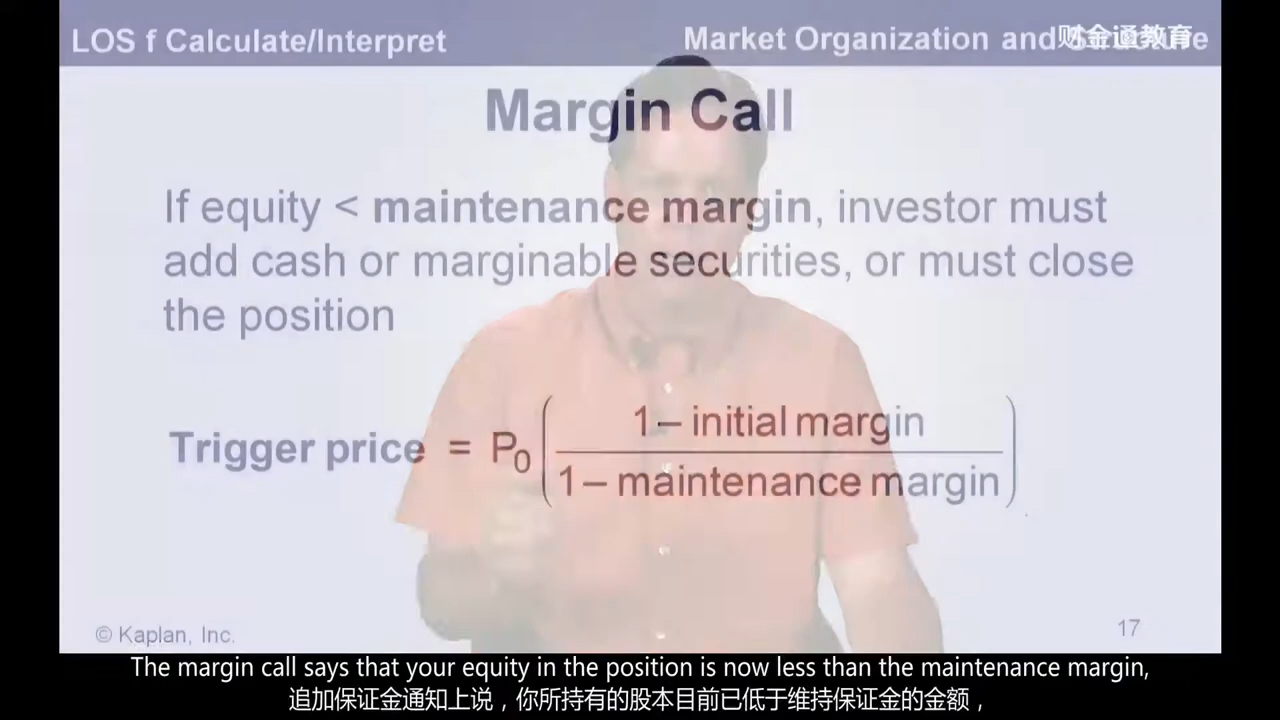 LOS f Calculate/Interpret
Market Organization and Structure
财金通教育
Margin Call
If equity < maintenance margin, investor must
add cash or marginable securities, or must close
the position
Trigger price = P0 ( 1 – initial margin / 1 – maintenance margin )
© Kaplan, Inc.
17
The margin call says that your equity in the position is now less than the maintenance margin,
追加保证金通知上说，你所持有的股本目前已低于维持保证金的金额，